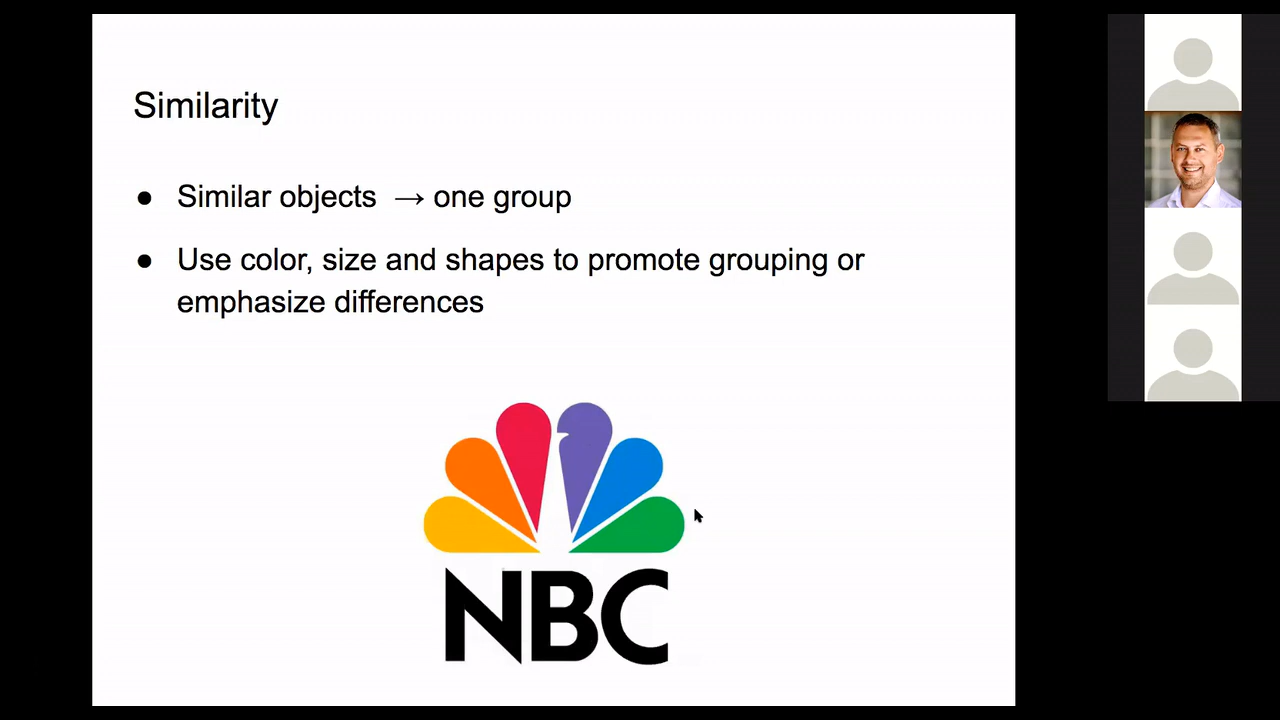 Similarity
● Similar objects → one group
● Use color, size and shapes to promote grouping or
emphasize differences
NBC